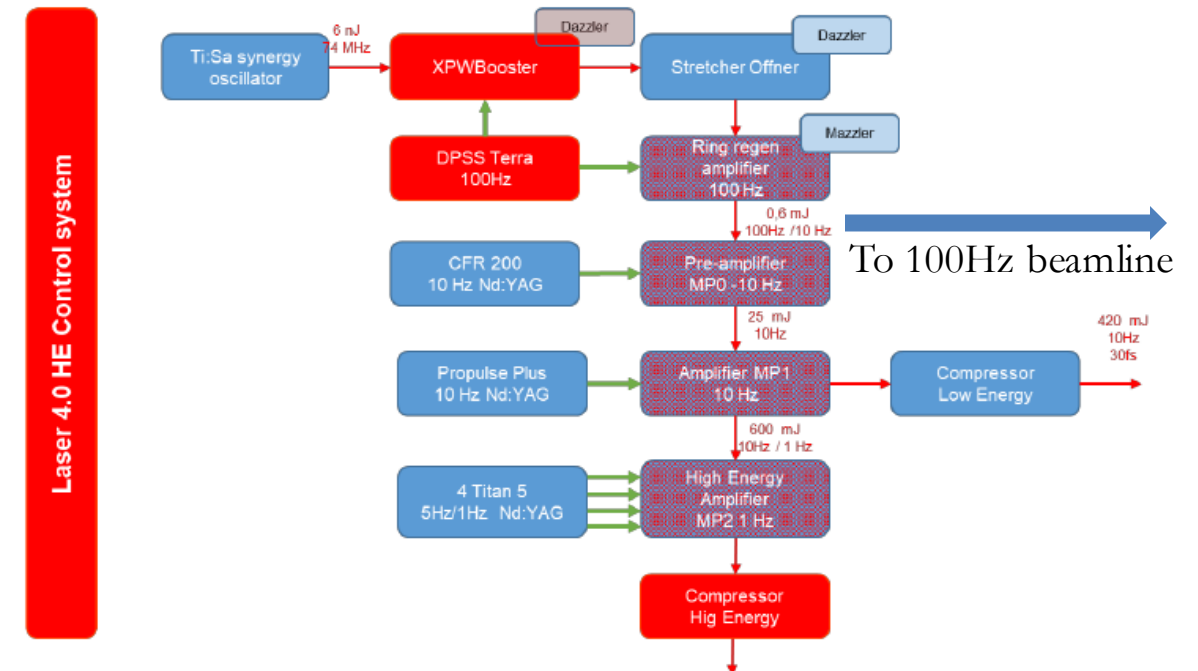 Laser 4.0 HE Control system
6 nJ
74 MHz
Ti:Sa synergy
oscillator
XPWBooster
Dazzler
Stretcher Offner
Dazzler
DPSS Terra
100Hz
Ring regen
amplifier
100 Hz
Mazzler
0,6 mJ
100Hz /10 Hz
To 100Hz beamline
CFR 200
10 Hz Nd:YAG
Pre-amplifier
MP0 -10 Hz
25 mJ
10Hz
Propulse Plus
10 Hz Nd:YAG
Amplifier MP1
10 Hz
Compressor
Low Energy
420 mJ
10Hz
30fs
600 mJ
10Hz / 1 Hz
4 Titan 5
5Hz/1Hz Nd:YAG
High Energy
Amplifier
MP2 1 Hz
Compressor
Hig Energy